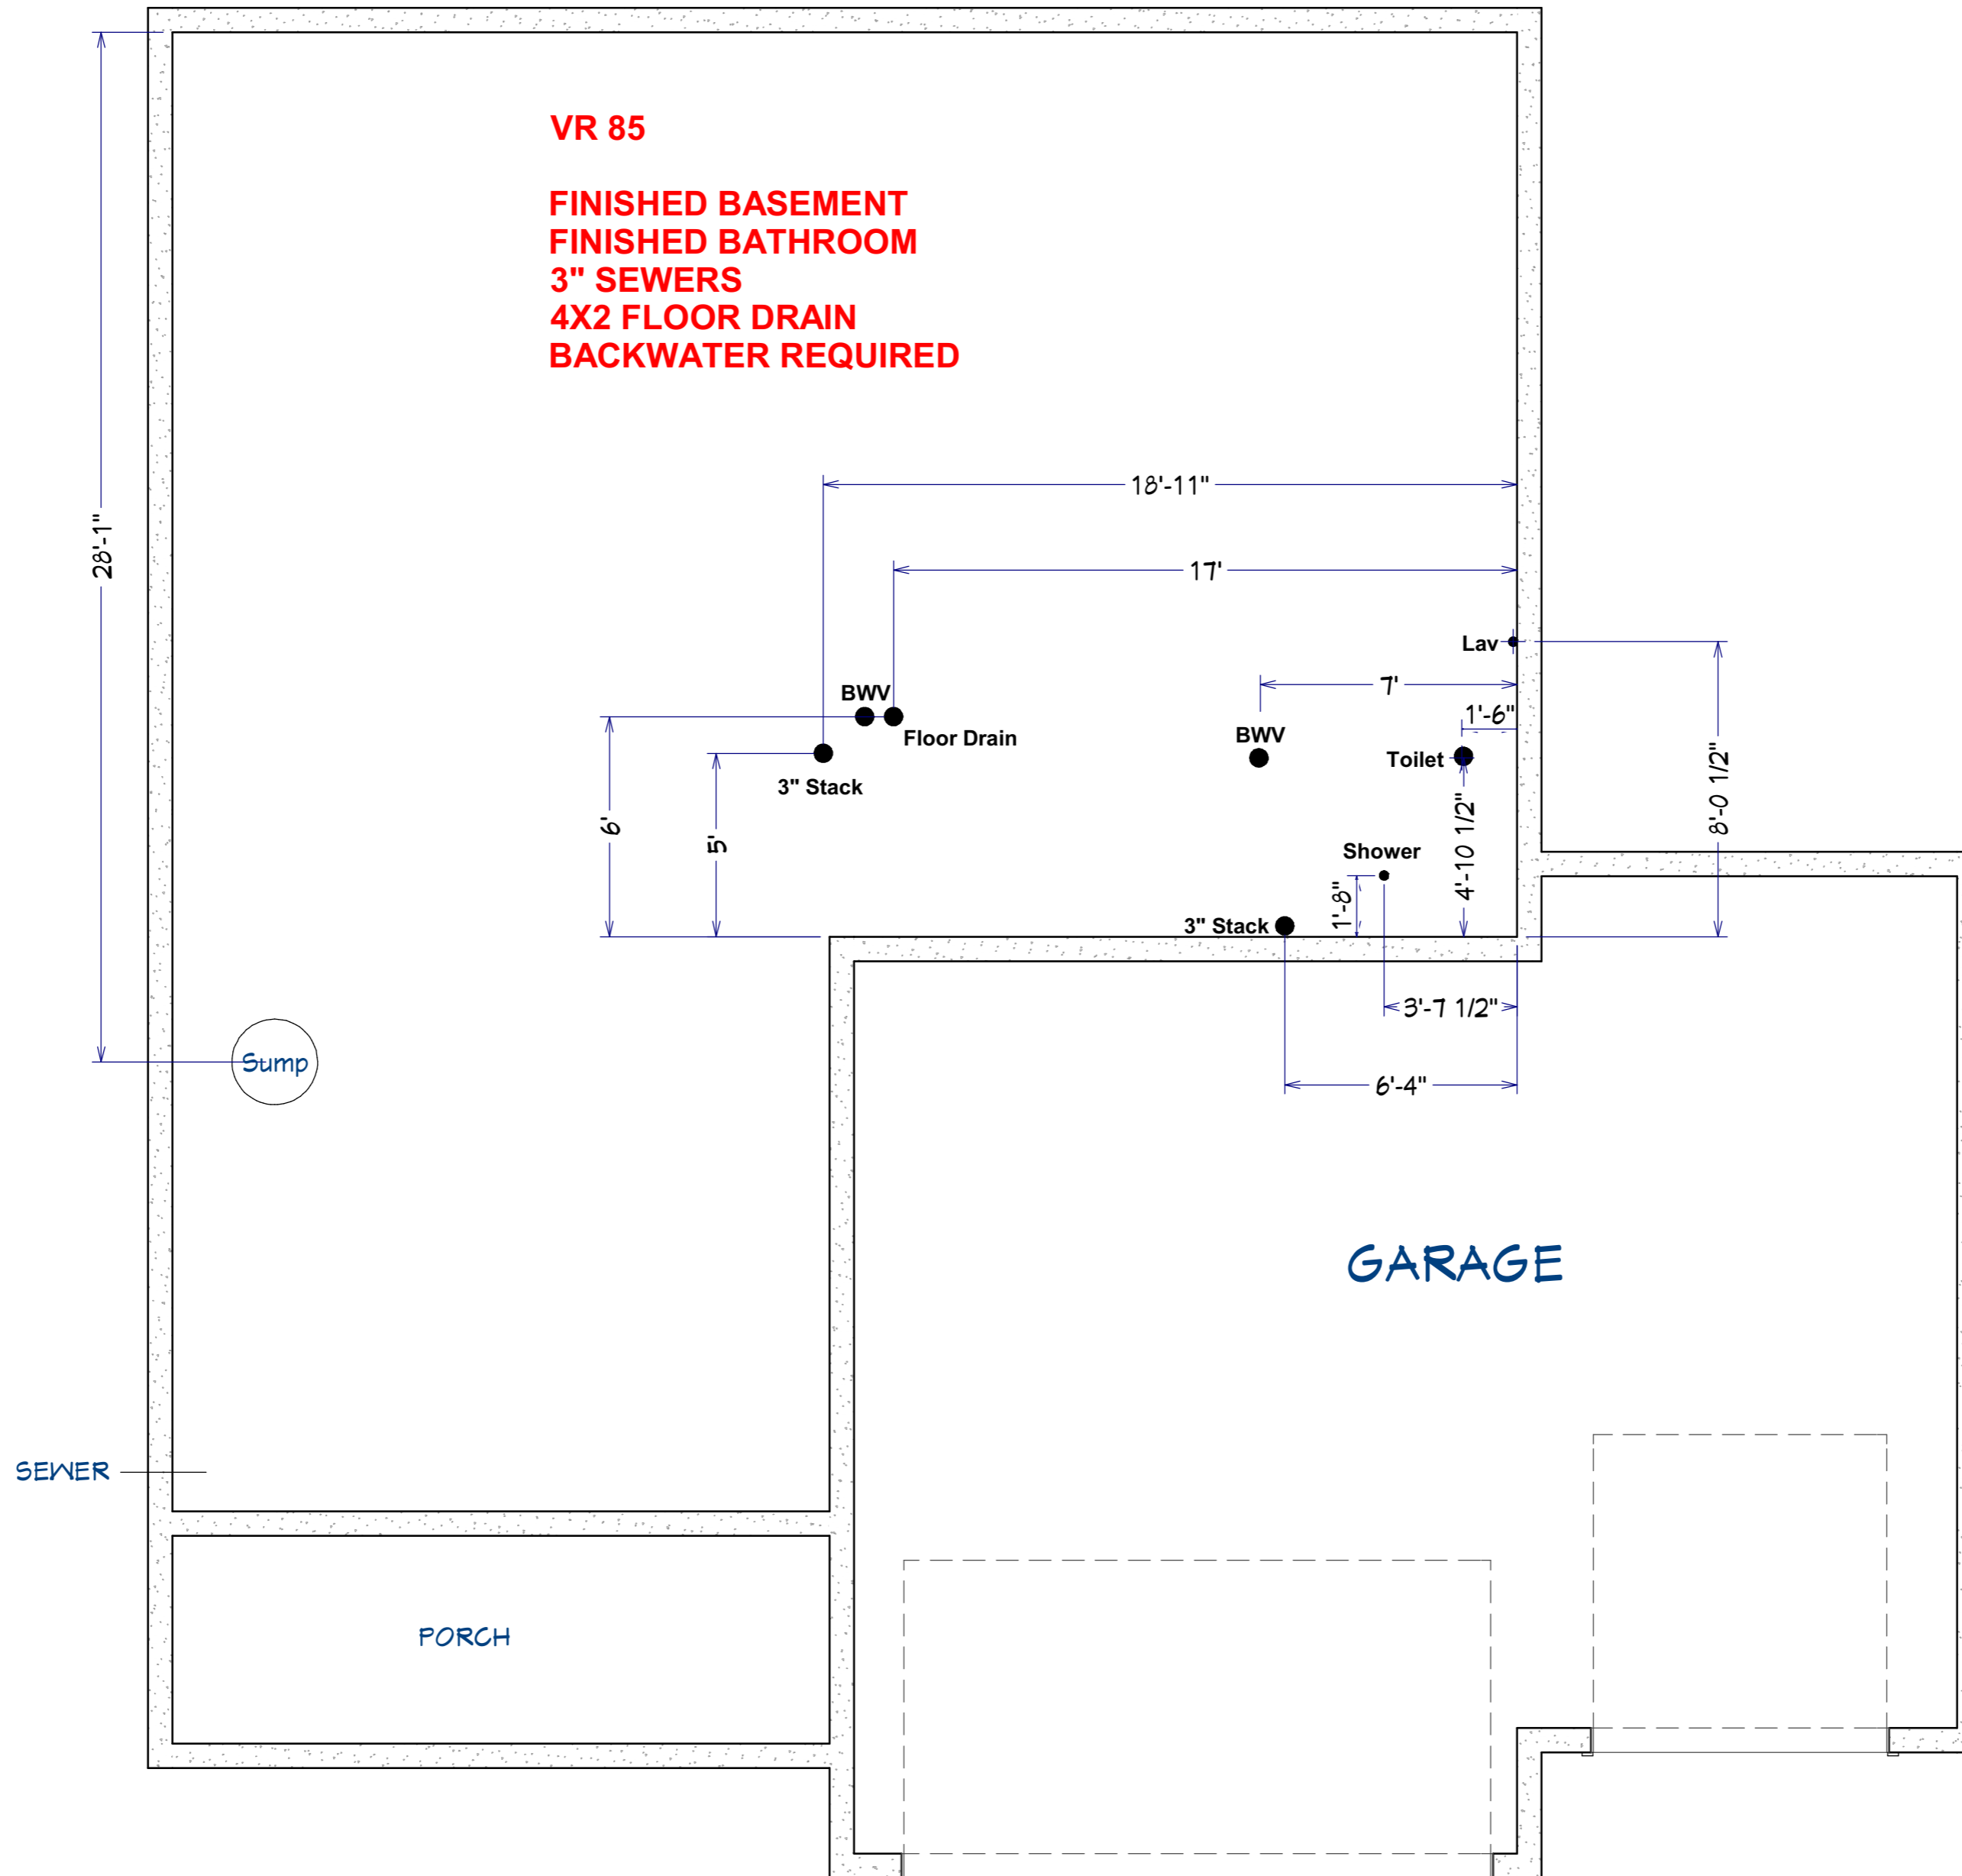 VR 85
FINISHED BASEMENT
FINISHED BATHROOM
3" SEWERS
4X2 FLOOR DRAIN
BACKWATER REQUIRED
28'-1"
18'-11"
17'
Lav
7'
BWV
1'-6"
Floor Drain
BWV
Toilet
3" Stack
8'-0 1/2"
6'
5'
4'-10 1/2"
Shower
1'-8"
3" Stack
3'-7 1/2"
Sump
6'-4"
GARAGE
SEWER
PORCH